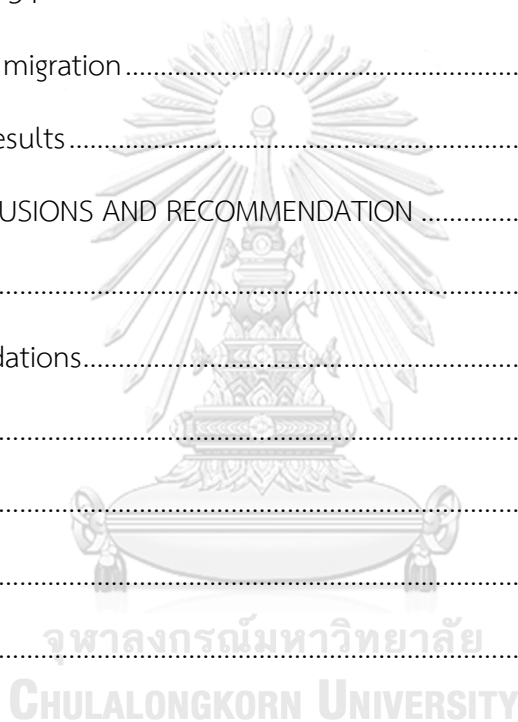 migration....................................................
esults....................................................
USIONS AND RECOMMENDATION ..............
....................................................
dations....................................................
....................................................
....................................................
....................................................
จุฬาลงกรณ์มหาวิทยาลัย
....................................................
CHULALONGKORN UNIVERSITY